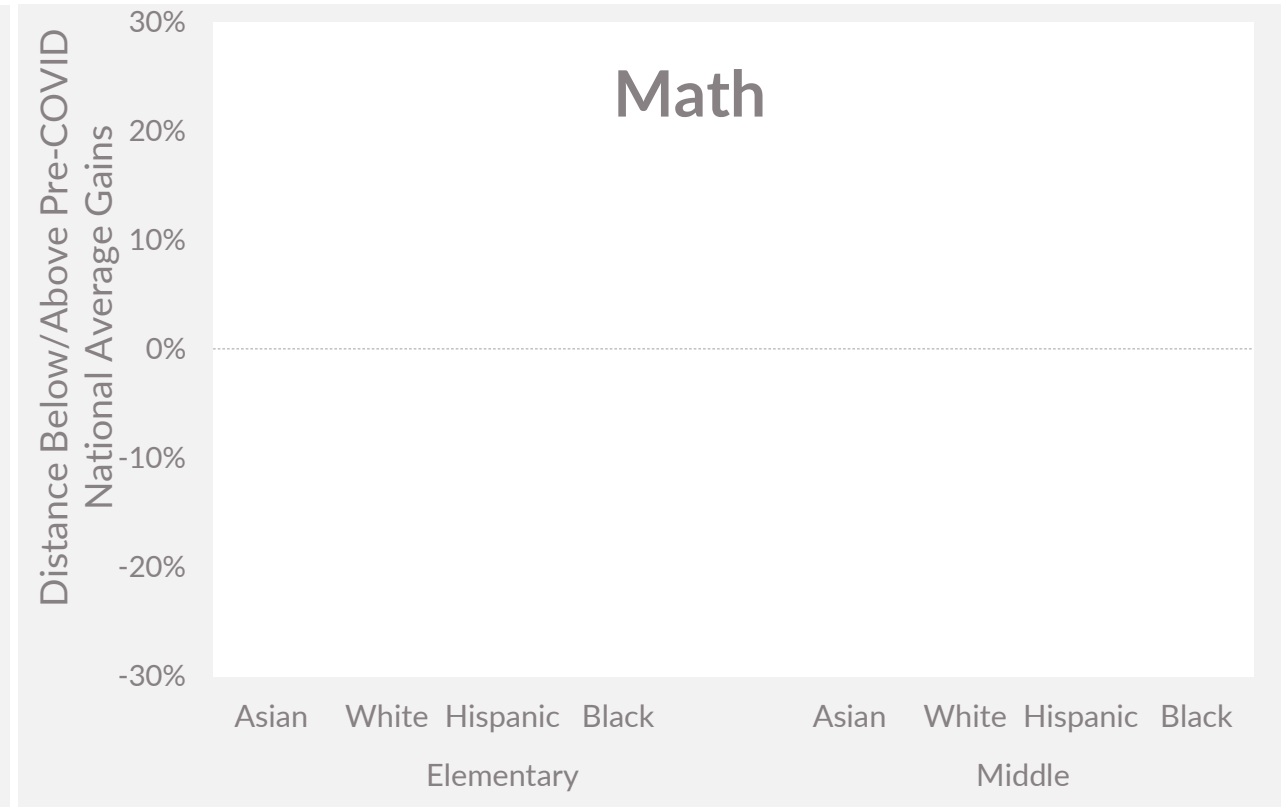 Math
Distance Below/Above Pre-COVID
National Average Gains
30%
20%
10%
0%
-10%
-20%
-30%
Asian White Hispanic Black Asian White Hispanic Black
Elementary Middle